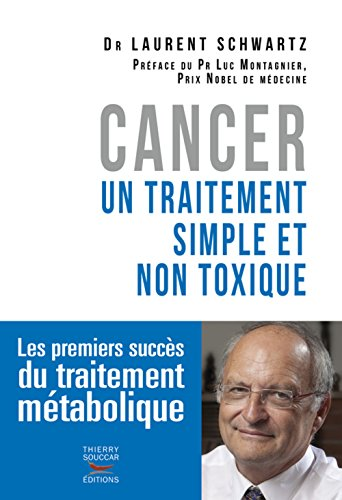 Dr Laurent Schwartz
Préface du Pr Luc Montagnier,
Prix Nobel de médecine
CANCER
UN TRAITEMENT
SIMPLE ET
NON TOXIQUE
Les premiers succès
du traitement
métabolique
THIERRY
SOUCCAR
ÉDITIONS